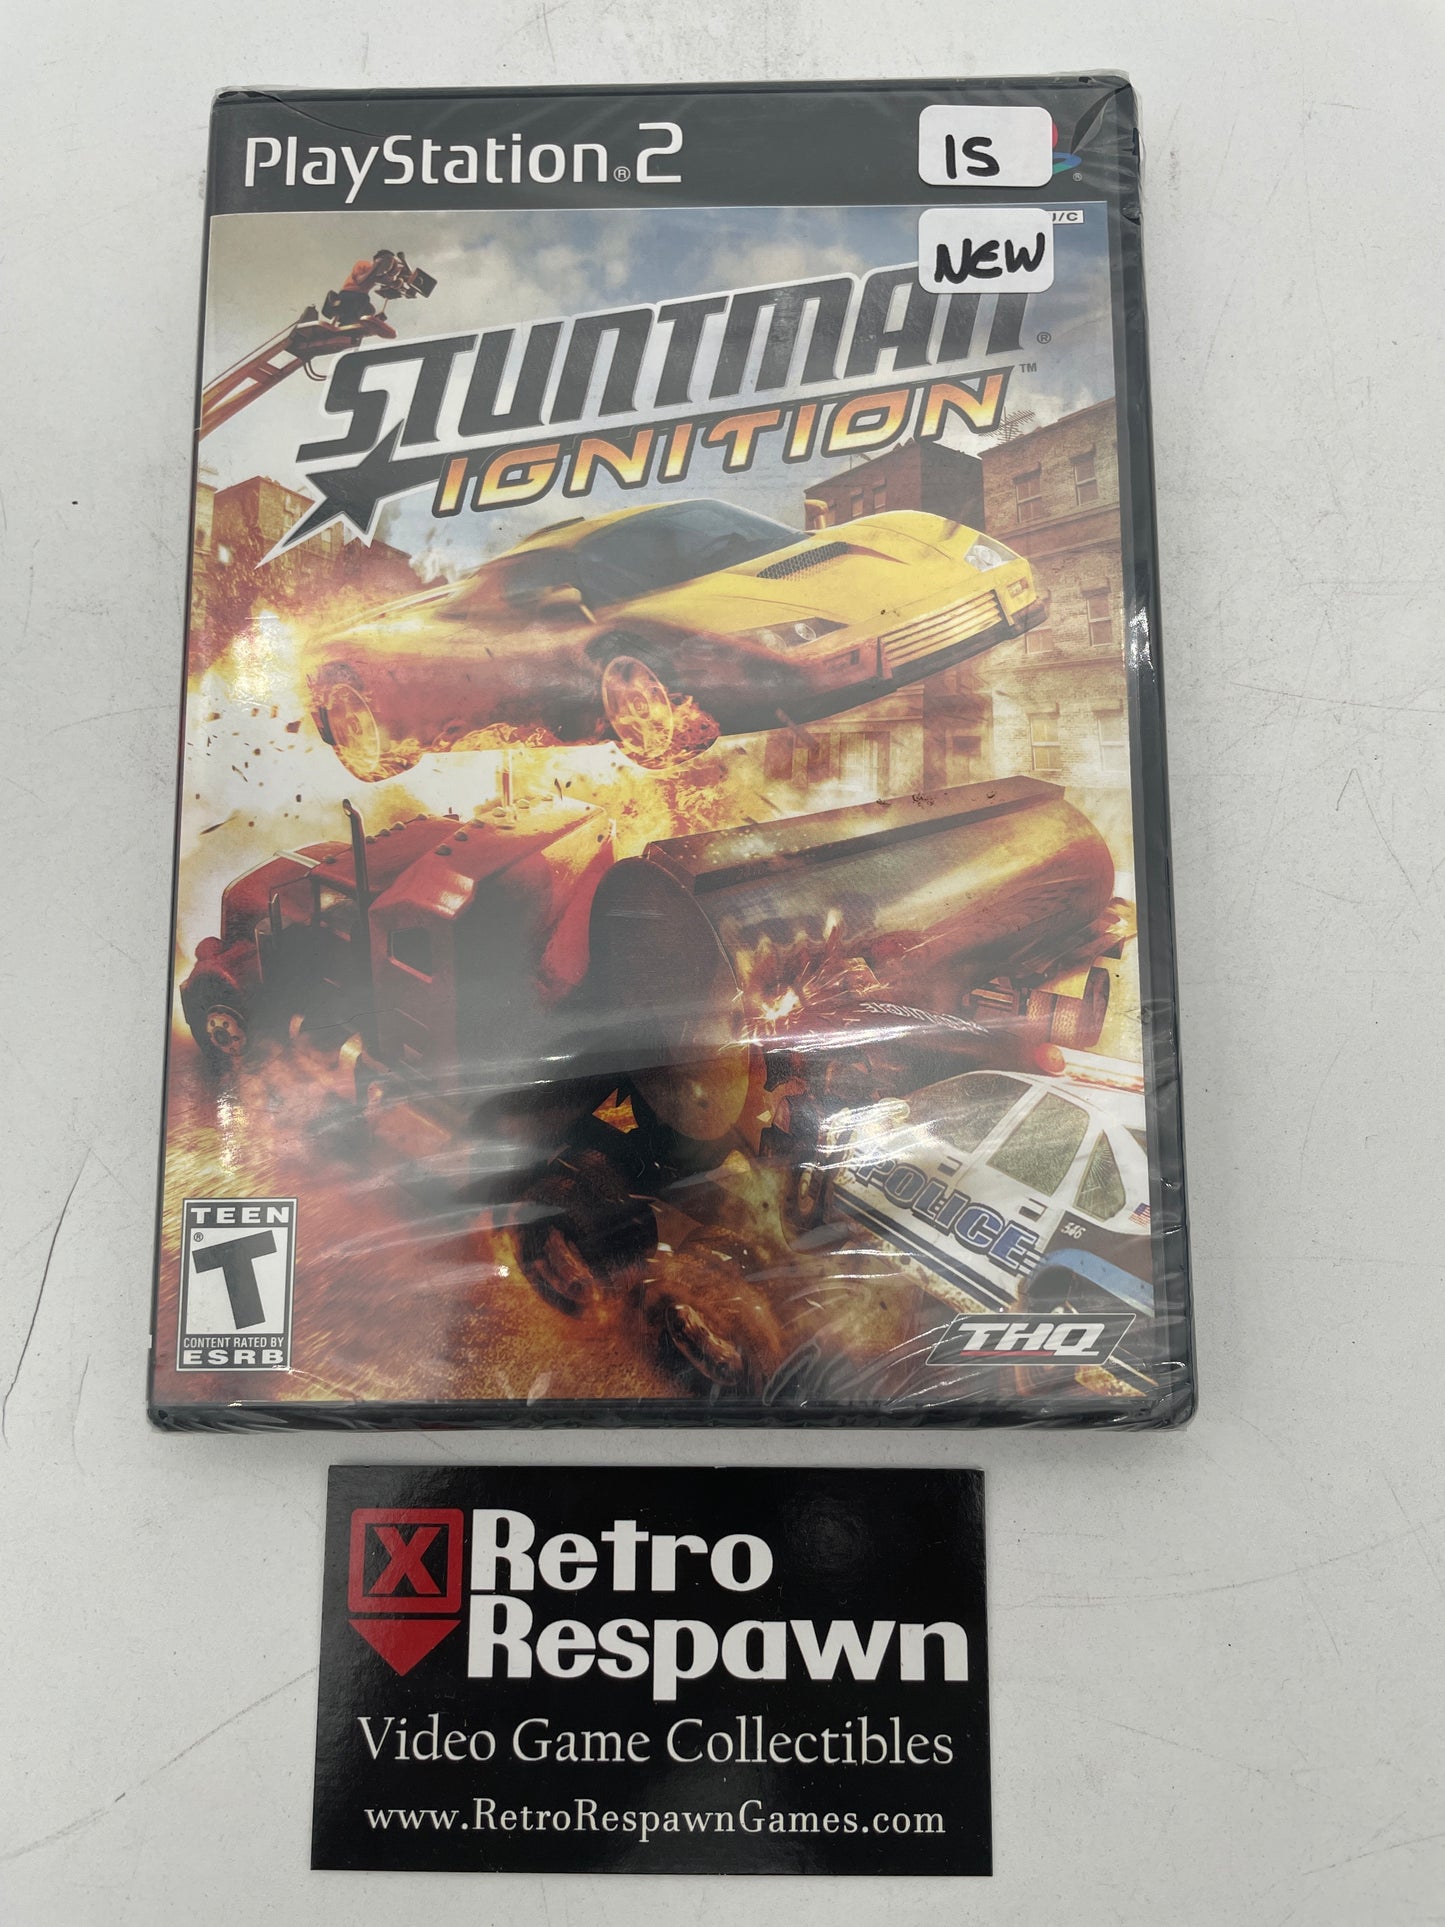 PlayStation®2
15
®
NEW
J/C
STUNTMAN®
IGNITION™
POLICE
546
TEEN
T®
CONTENT RATED BY
ESRB
THQ
X Retro
Respawn
Video Game Collectibles
www.RetroRespawnGames.com